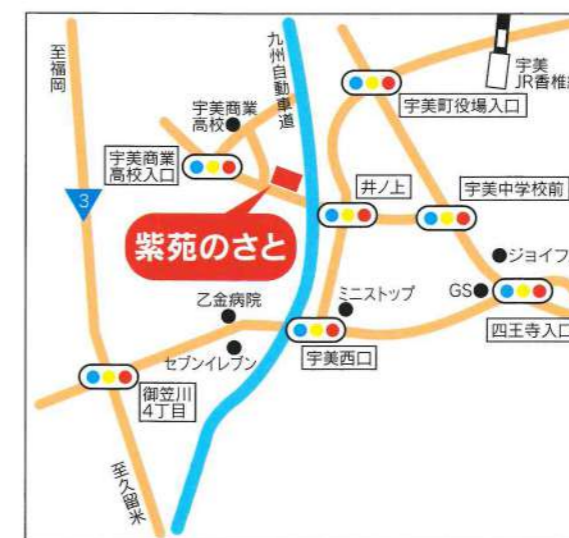 至福岡
九州自動車道
宇美
JR香椎
宇美商業
高校
宇美町役場入口
宇美商業
高校入口
井ノ上
宇美中学校前
3
紫苑のさと
ジョイフ
乙金病院
ミニストップ
GS
四王寺入口
セブンイレブン
宇美西口
御笠川
4丁目
至久留米